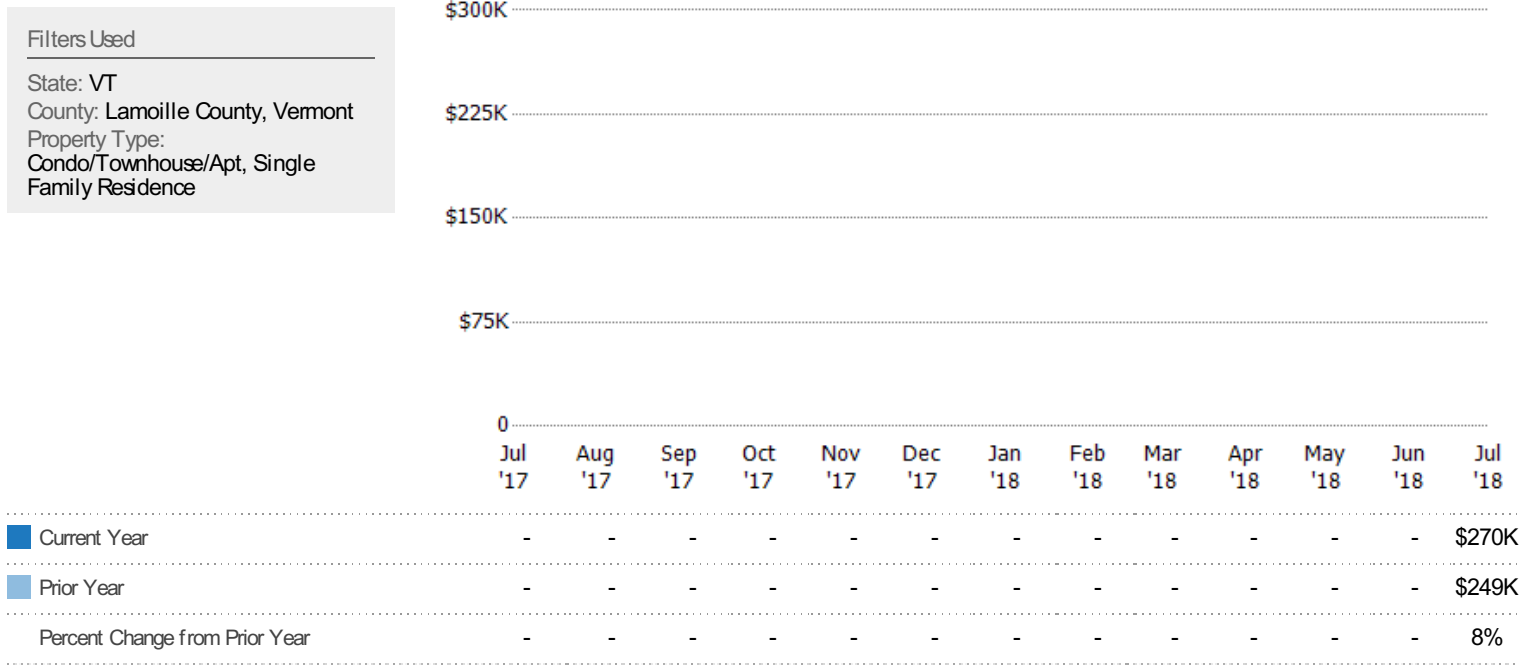 Filters Used
State: VT
County: Lamoille County, Vermont
Property Type:
Condo/Townhouse/Apt, Single
Family Residence
$300K
$225K
$150K
$75K
0
Jul Aug Sep Oct Nov Dec Jan Feb Mar Apr May Jun Jul
'17 '17 '17 '17 '17 '17 '18 '18 '18 '18 '18 '18 '18
Current Year - - - - - - - - - - - - $270K
Prior Year - - - - - - - - - - - - $249K
Percent Change from Prior Year - - - - - - - - - - - - 8%